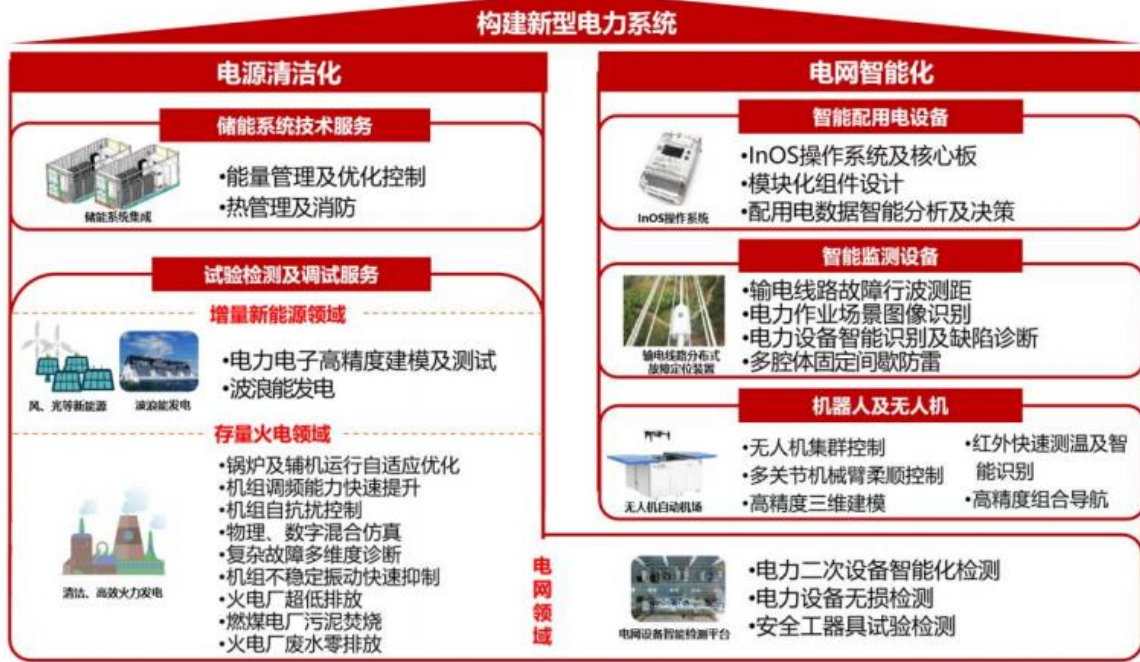 构建新型电力系统
电源清洁化
储能系统技术服务
储能系统集成
•能量管理及优化控制
•热管理及消防
试验检测及调试服务
增量新能源领域
风、光等新能源
波浪能发电
•电力电子高精度建模及测试
•波浪能发电
存量火电领域
清洁、高效火力发电
•锅炉及辅机运行自适应优化
•机组调频能力快速提升
•机组自抗扰控制
•物理、数字混合仿真
•复杂故障多维度诊断
•机组不稳定振动快速抑制
•火电厂超低排放
•燃煤电厂污泥焚烧
•火电厂废水零排放
电网智能化
智能配用电设备
InOS操作系统
•InOS操作系统及核心板
•模块化组件设计
•配用电数据智能分析及决策
智能监测设备
输电线路分布式
故障定位装置
•输电线路故障行波测距
•电力作业场景图像识别
•电力设备智能识别及缺陷诊断
•多腔体固定间歇防雷
机器人及无人机
无人机自动机场
•无人机集群控制
•多关节机械臂柔顺控制
•高精度三维建模
•红外快速测温及智
能识别
•高精度组合导航
电网领域
电网设备智能检测平台
•电力二次设备智能化检测
•电力设备无损检测
•安全工器具试验检测